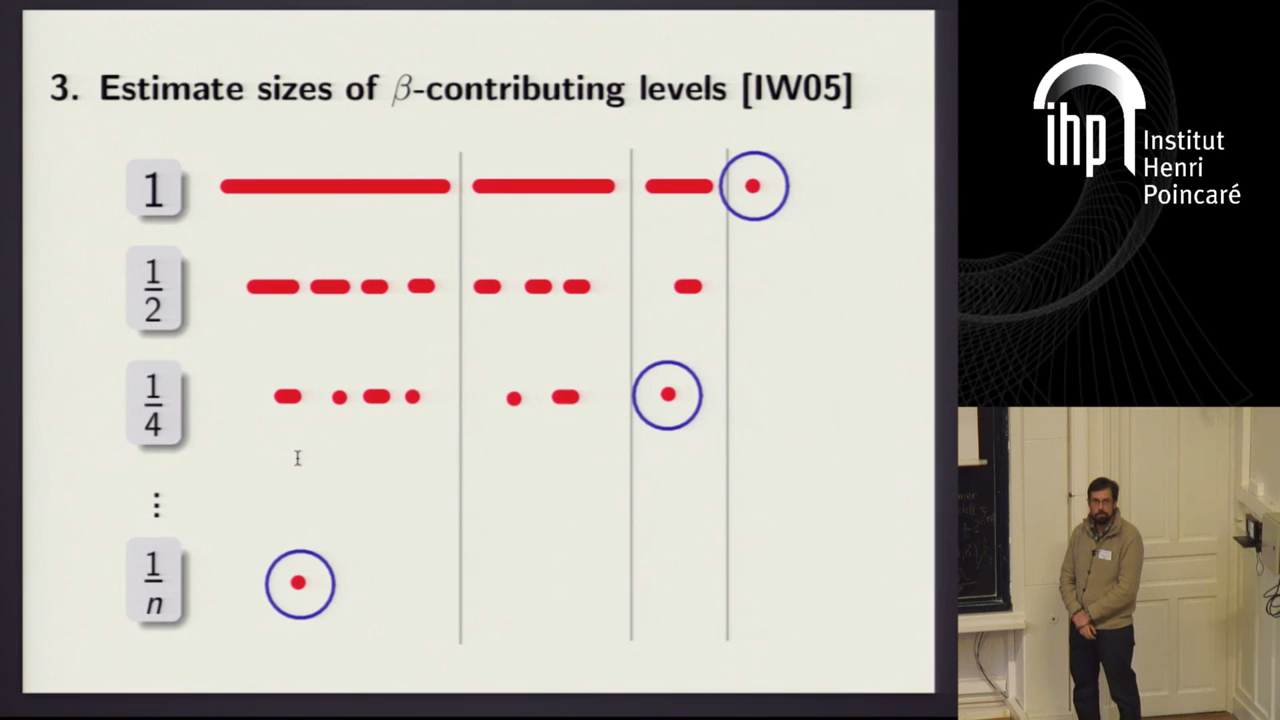 3. Estimate sizes of β-contributing levels [IW05]
1
1
2
1
4
⋮
1
n
ihp
Institut
Henri
Poincaré